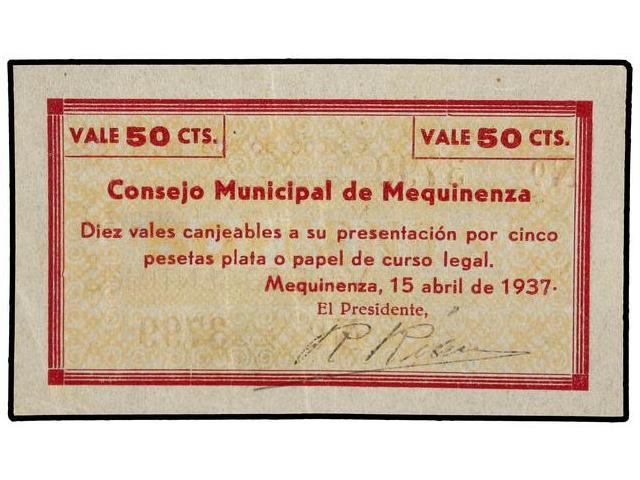 VALE 50 CTS. VALE 50 CTS.
Consejo Municipal de Mequinenza
Diez vales canjeables a su presentación por cinco
pesetas plata o papel de curso legal.
Mequinenza, 15 abril de 1937.
El Presidente,